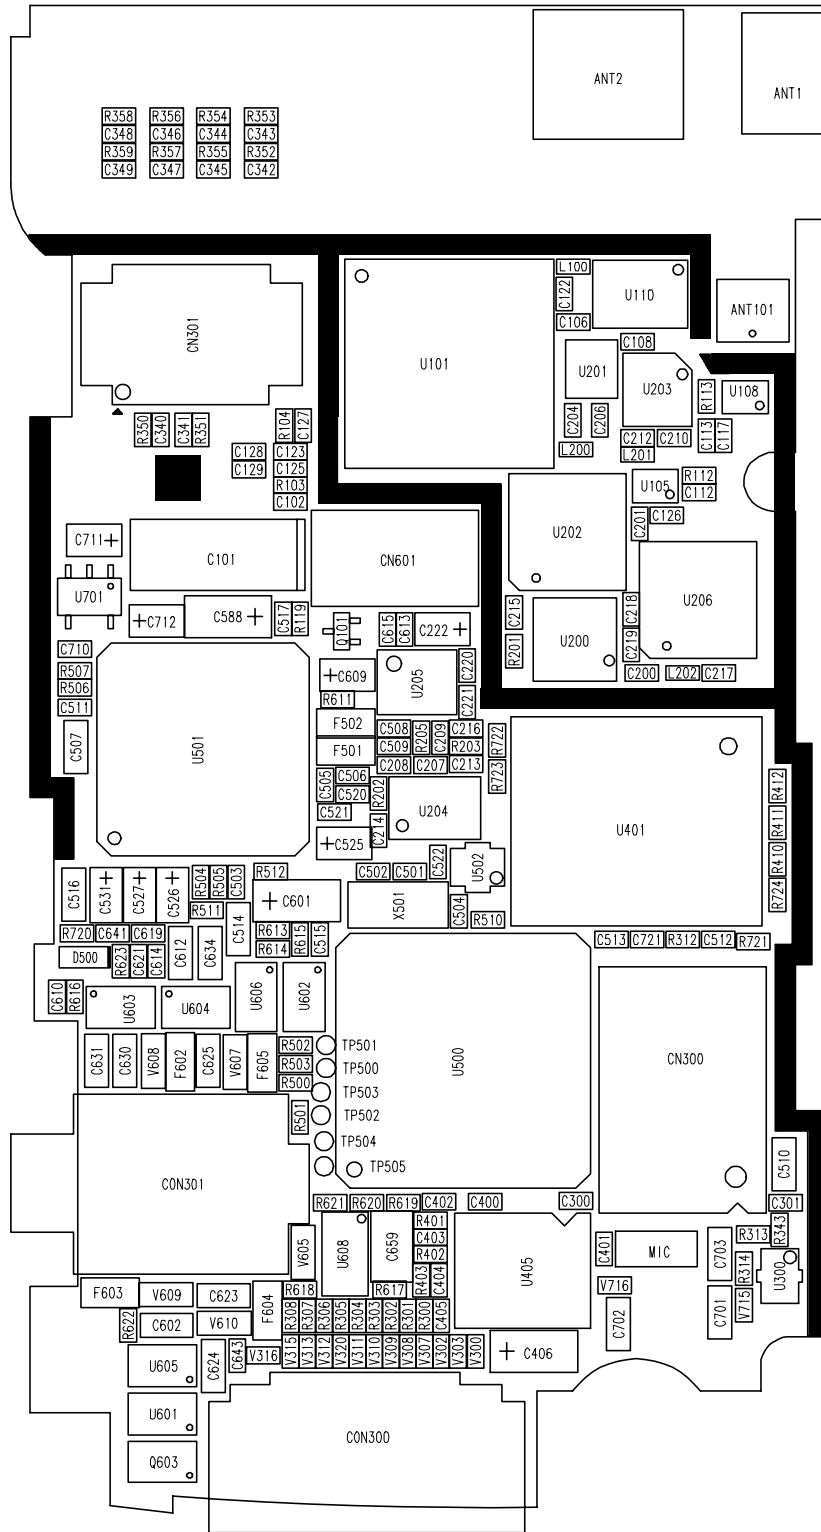 ANT2
ANT1
R358 R356 R354 R353
C348 C346 C344 C343
R359 R357 R355 R352
C349 C347 C345 C342
CN301
U101
L100
C122
C106
U110
ANT101
C108
U201
U203
R113
U108
C204
C206
C212
C210
L200
L201
C113
C117
R350
C340
C341
R351
R104
C127
C128
C123
C129
C125
R103
C102
U105
R112
C112
C201
C126
U202
C711
C101
CN601
U206
U701
C712
C588
C517
R119
Q101
C615
C613
C222
C215
R201
U200
C218
C219
C200
L202
C217
C710
R507
R506
C511
C507
U501
C609
R611
U205
C220
C221
F502
F501
C508
R205
C209
C216
C509
R203
C208
C207
C213
R722
R723
C505
C506
C520
R202
C521
C214
U204
C525
U401
R412
R411
R410
R724
C522
U502
C516
C531
C527
C526
R504
R505
C503
R512
C502
C501
R511
C601
X501
C504
R510
R720
C641
C619
C612
C634
C514
R613
R614
R615
C515
D500
R623
C621
C614
C513
C721
R312
C512
R721
C610
R616
U603
U604
U606
U602
U500
CN300
C631
C630
V608
F602
C625
V607
F605
R502
R503
R500
R501
TP501
TP500
TP503
TP502
TP504
TP505
CON301
C510
R621
R620
R619
C402
C400
C300
C301
R401
C403
R402
V605
U608
C659
U405
C401
MIC
C703
R313
R343
R314
U300
F603
V609
C623
F604
R618
R617
R403
C404
V716
C701
V715
C702
R622
C602
V610
R308
R307
R306
R305
R304
R303
R302
R301
R300
C405
U605
C624
C643
V316
V315
V313
V312
V320
V311
V310
V309
V308
V307
V302
V303
V300
C406
U601
CON300
Q603